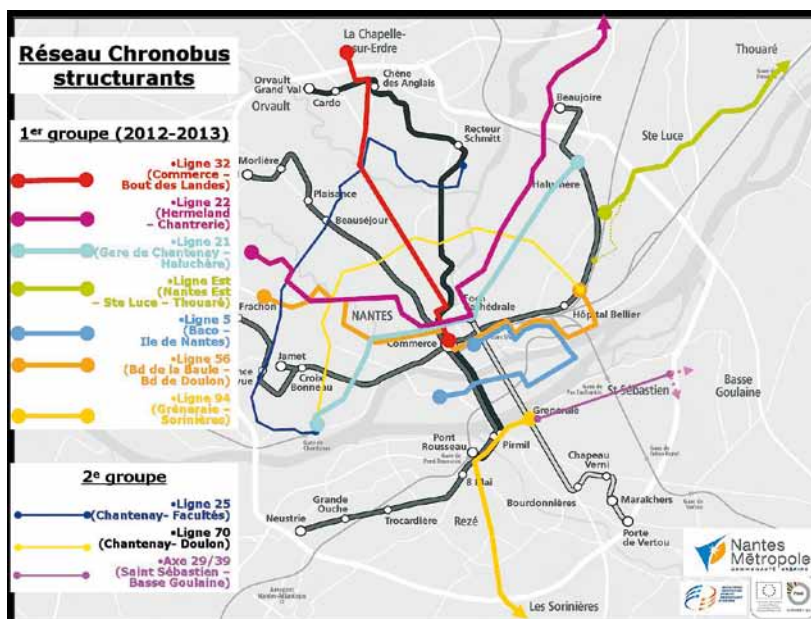 Réseau Chronobus
structurants
1er groupe (2012-2013)
•Ligne 32
(Commerce –
Bout des Landes)
•Ligne 22
(Hermeland
– Chantrerie)
•Ligne 21
(Gare de Chantenay –
Haluchère)
•Ligne Est
(Nantes Est
– Ste Luce – Thouaré)
•Ligne 5
(Baco –
Ile de Nantes)
•Ligne 56
(Bd de la Baule –
Bd de Doulon)
•Ligne 94
(Grèneraie –
Sorinières)
2e groupe
•Ligne 25
(Chantenay– Facultés)
•Ligne 70
(Chantenay– Doulon)
•Axe 29/39
(Saint Sébastien –
Basse Goulaine)
La Chapelle-
sur-Erdre
Thouaré
Orvault
Grand Val
Cardo
Chêne
des Anglais
Orvault
Beaujoire
Recteur
Schmitt
Ste Luce
Morlière
Haluchère
Plaisance
Beauséjour
Frachon
NANTES
Cathédrale
Hôpital Bellier
Commerce
Jamet
Croix
Bonneau
St Sébastien
Basse
Goulaine
Greneraie
Pont
Rousseau
Pirmil
Chapeau
Verni
8 Mai
Grande
Ouche
Bourdonnières
Maraîchers
Neustrie
Trocardière
Rezé
Porte
de Vertou
Les Sorinières
Nantes
Métropole
COMMUNAUTÉ URBAINE